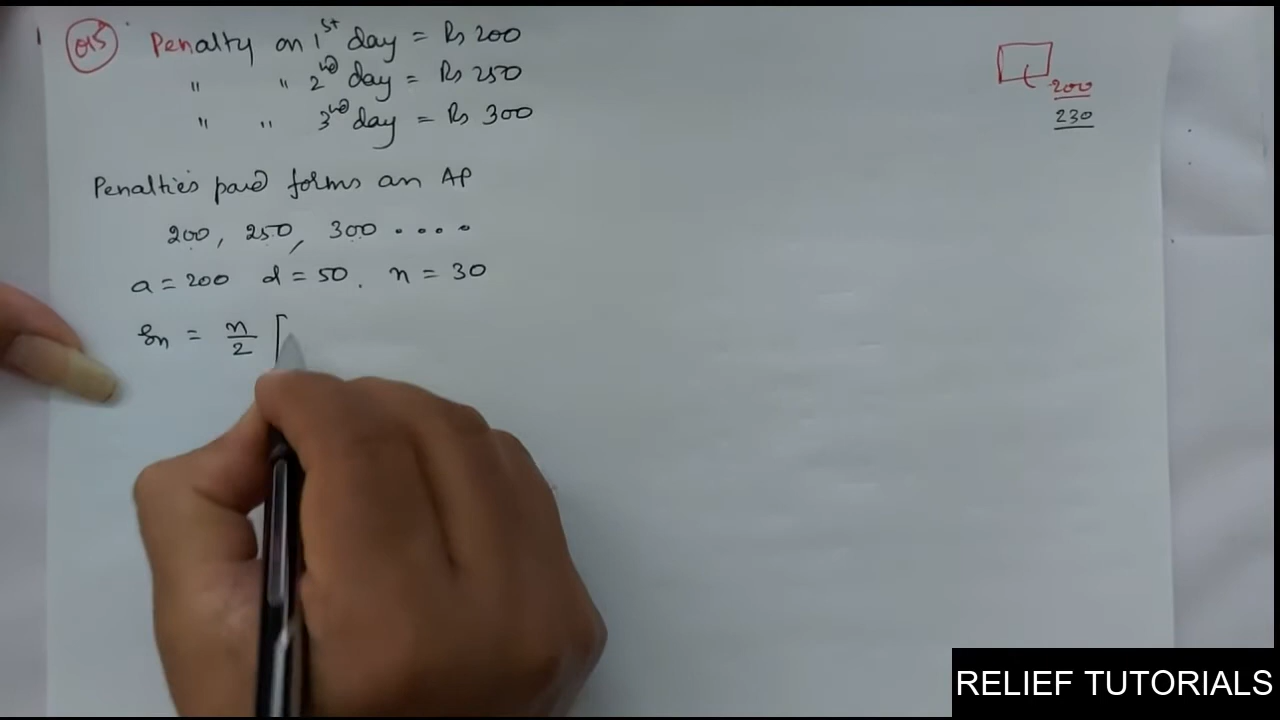 Q15 Penalty on 1st day = Rs 200
" " 2nd day = Rs 250
" " 3nd day = Rs 300
200
230
Penalties paid forms an AP
200, 250, 300 ....
a = 200 d = 50. n = 30
Sn = n/2 [
RELIEF TUTORIALS